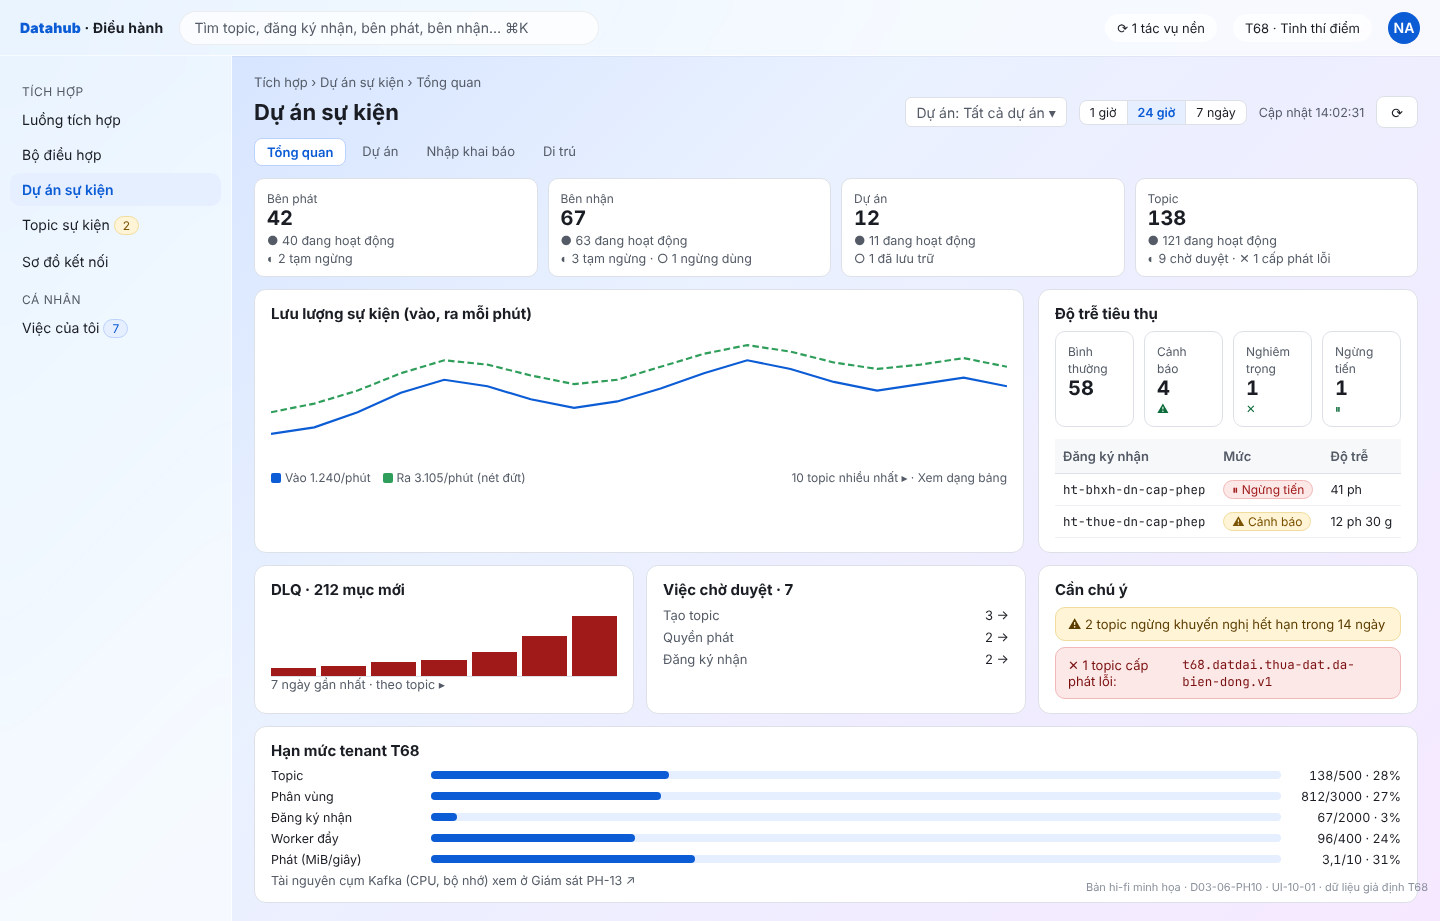 Datahub · Điều hành
Tìm topic, đăng ký nhận, bên phát, bên nhận... ⌘K
⟳ 1 tác vụ nền
T68 · Tỉnh thí điểm
NA
TÍCH HỢP
Luồng tích hợp
Bộ điều hợp
Dự án sự kiện
Topic sự kiện 2
Sơ đồ kết nối
CÁ NHÂN
Việc của tôi 7
Tích hợp › Dự án sự kiện › Tổng quan
Dự án sự kiện
Dự án: Tất cả dự án ▾
1 giờ
24 giờ
7 ngày
Cập nhật 14:02:31
⟳
Tổng quan
Dự án
Nhập khai báo
Di trú
Bên phát
42
● 40 đang hoạt động
◖ 2 tạm ngừng
Bên nhận
67
● 63 đang hoạt động
◖ 3 tạm ngừng · ○ 1 ngừng dùng
Dự án
12
● 11 đang hoạt động
○ 1 đã lưu trữ
Topic
138
● 121 đang hoạt động
◖ 9 chờ duyệt · ✕ 1 cấp phát lỗi
Lưu lượng sự kiện (vào, ra mỗi phút)
Vào 1.240/phút
Ra 3.105/phút (nét đứt)
10 topic nhiều nhất ▸ · Xem dạng bảng
Độ trễ tiêu thụ
Bình thường
58
Cảnh báo
4
⚠
Nghiêm trọng
1
✕
Ngừng tiến
1
⏸
Đăng ký nhận
Mức
Độ trễ
ht-bhxh-dn-cap-phep
⏸ Ngừng tiến
41 ph
ht-thue-dn-cap-phep
⚠ Cảnh báo
12 ph 30 g
DLQ · 212 mục mới
7 ngày gần nhất · theo topic ▸
Việc chờ duyệt · 7
Tạo topic 3 →
Quyền phát 2 →
Đăng ký nhận 2 →
Cần chú ý
⚠ 2 topic ngừng khuyến nghị hết hạn trong 14 ngày
✕ 1 topic cấp phát lỗi:
t68.datdai.thua-dat.da-
bien-dong.v1
Hạn mức tenant T68
Topic 138/500 · 28%
Phân vùng 812/3000 · 27%
Đăng ký nhận 67/2000 · 3%
Worker đẩy 96/400 · 24%
Phát (MiB/giây) 3,1/10 · 31%
Tài nguyên cụm Kafka (CPU, bộ nhớ) xem ở Giám sát PH-13 ↗
Bản hi-fi minh họa · D03-06-PH10 · UI-10-01 · dữ liệu giả định T68